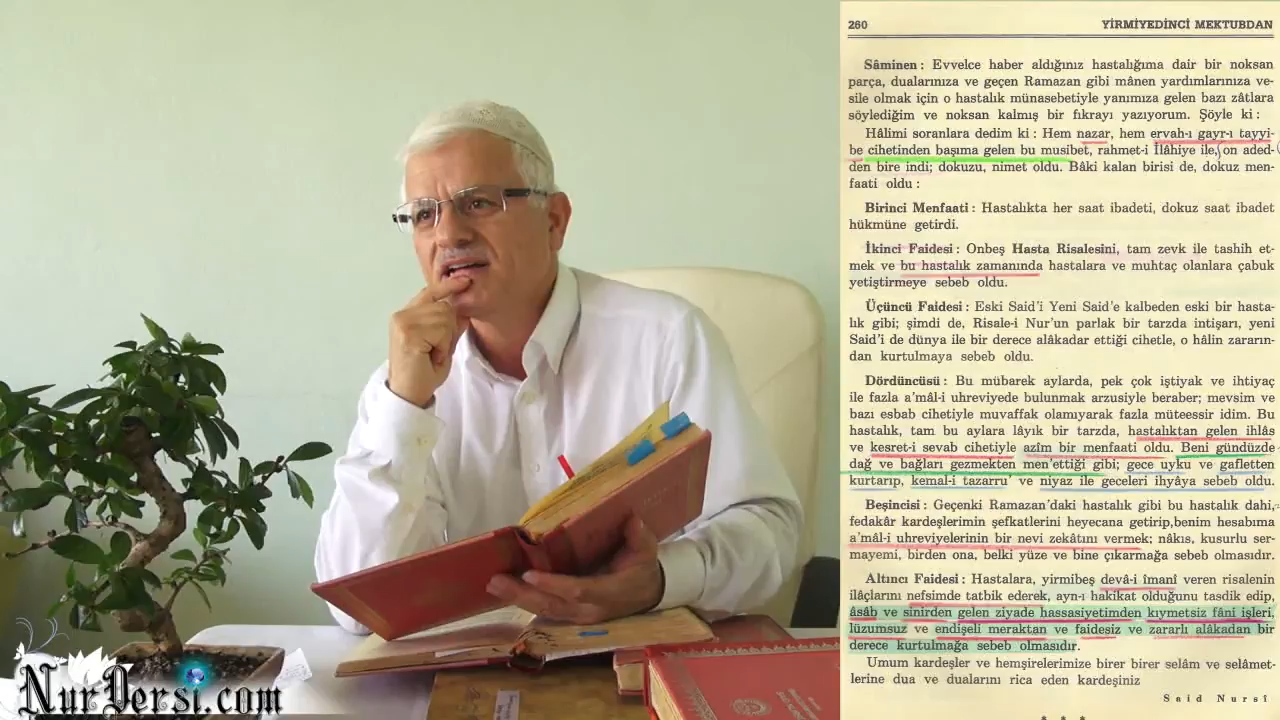 260 YİRMİYEDİNCİ MEKTUBDAN
Sâminen : Evvelce haber aldığınız hastalığıma dair bir noksan
parça, dualarınıza ve geçen Ramazan gibi mânen yardımlarınıza ve-
sile olmak için o hastalık münasebetiyle yanımıza gelen bazı zâtlara
söylediğim ve noksan kalmış bir fıkrayı yazıyorum. Şöyle ki :
Hâlimi soranlara dedim ki : Hem nazar, hem ervah-ı gayr-ı tayyi-
be cihetinden başıma gelen bu musibet, rahmet-i İlâhiye ile, on aded-
den bire indi; dokuzu, nimet oldu. Bâki kalan birisi de, dokuz men-
faati oldu :
Birinci Menfaati : Hastalıkta her saat ibadeti, dokuz saat ibadet
hükmüne getirdi.
İkinci Faidesi : Onbeş Hasta Risalesini, tam zevk ile tashih et-
mek ve bu hastalık zamanında hastalara ve muhtaç olanlara çabuk
yetiştirmeye sebeb oldu.
Üçüncü Faidesi : Eski Said'i Yeni Said'e kalbeden eski bir hasta-
lık gibi; şimdi de, Risale-i Nur'un parlak bir tarzda intişarı, yeni
Said'i de dünya ile bir derece alâkadar ettiği cihetle, o hâlin zararın-
dan kurtulmaya sebeb oldu.
Dördüncüsü : Bu mübarek aylarda, pek çok iştiyak ve ihtiyaç
ile fazla a'mâl-i uhreviyede bulunmak arzusiyle beraber; mevsim ve
bazı esbab cihetiyle muvaffak olamıyarak fazla müteessir idim. Bu
hastalık, tam bu aylara lâyık bir tarzda, hastalıktan gelen ihlâs
ve kesret-i sevab cihetiyle azîm bir menfaati oldu. Beni gündüzde
dağ ve bağları gezmekten men'ettiği gibi; gece uyku ve gafletten
kurtarıp, kemal-i tazarru' ve niyaz ile geceleri ihyâya sebeb oldu.
Beşincisi : Geçenki Ramazan'daki hastalık gibi bu hastalık dahi,
fedakâr kardeşlerimin şefkatlerini heyecana getirip,benim hesabıma
a'mâl-i uhreviyelerinin bir nevi zekâtını vermek; nâkıs, kusurlu ser-
mayemi, birden ona, belki yüze ve bine çıkarmağa sebeb olmasıdır.
Altıncı Faidesi : Hastalara, yirmibeş devâ-i îmanî veren risalenin
ilâçlarını nefsimde tatbik ederek, ayn-ı hakikat olduğunu tasdik edip,
âsâb ve sinirden gelen ziyade hassasiyetimden kıymetsiz fâni işleri,
lüzumsuz ve endişeli meraktan ve faidesiz ve zararlı alâkadan bir
derece kurtulmağa sebeb olmasıdır.
Umum kardeşler ve hemşirelerimize birer birer selâm ve selâmet-
lerine dua ve dualarını rica eden kardeşiniz
Said Nursî
* * *
NurDersi.com